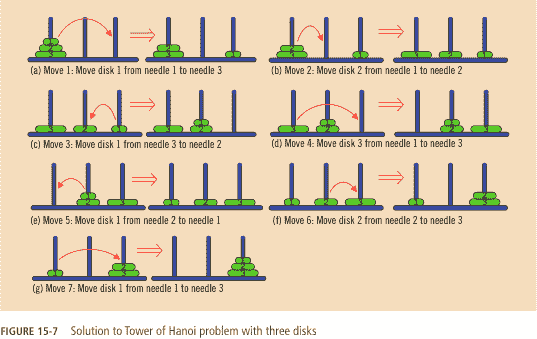 (a) Move 1: Move disk 1 from needle 1 to needle 3
(b) Move 2: Move disk 2 from needle 1 to needle 2
(c) Move 3: Move disk 1 from needle 3 to needle 2
(d) Move 4: Move disk 3 from needle 1 to needle 3
(e) Move 5: Move disk 1 from needle 2 to needle 1
(f) Move 6: Move disk 2 from needle 2 to needle 3
(g) Move 7: Move disk 1 from needle 1 to needle 3
FIGURE 15-7 Solution to Tower of Hanoi problem with three disks